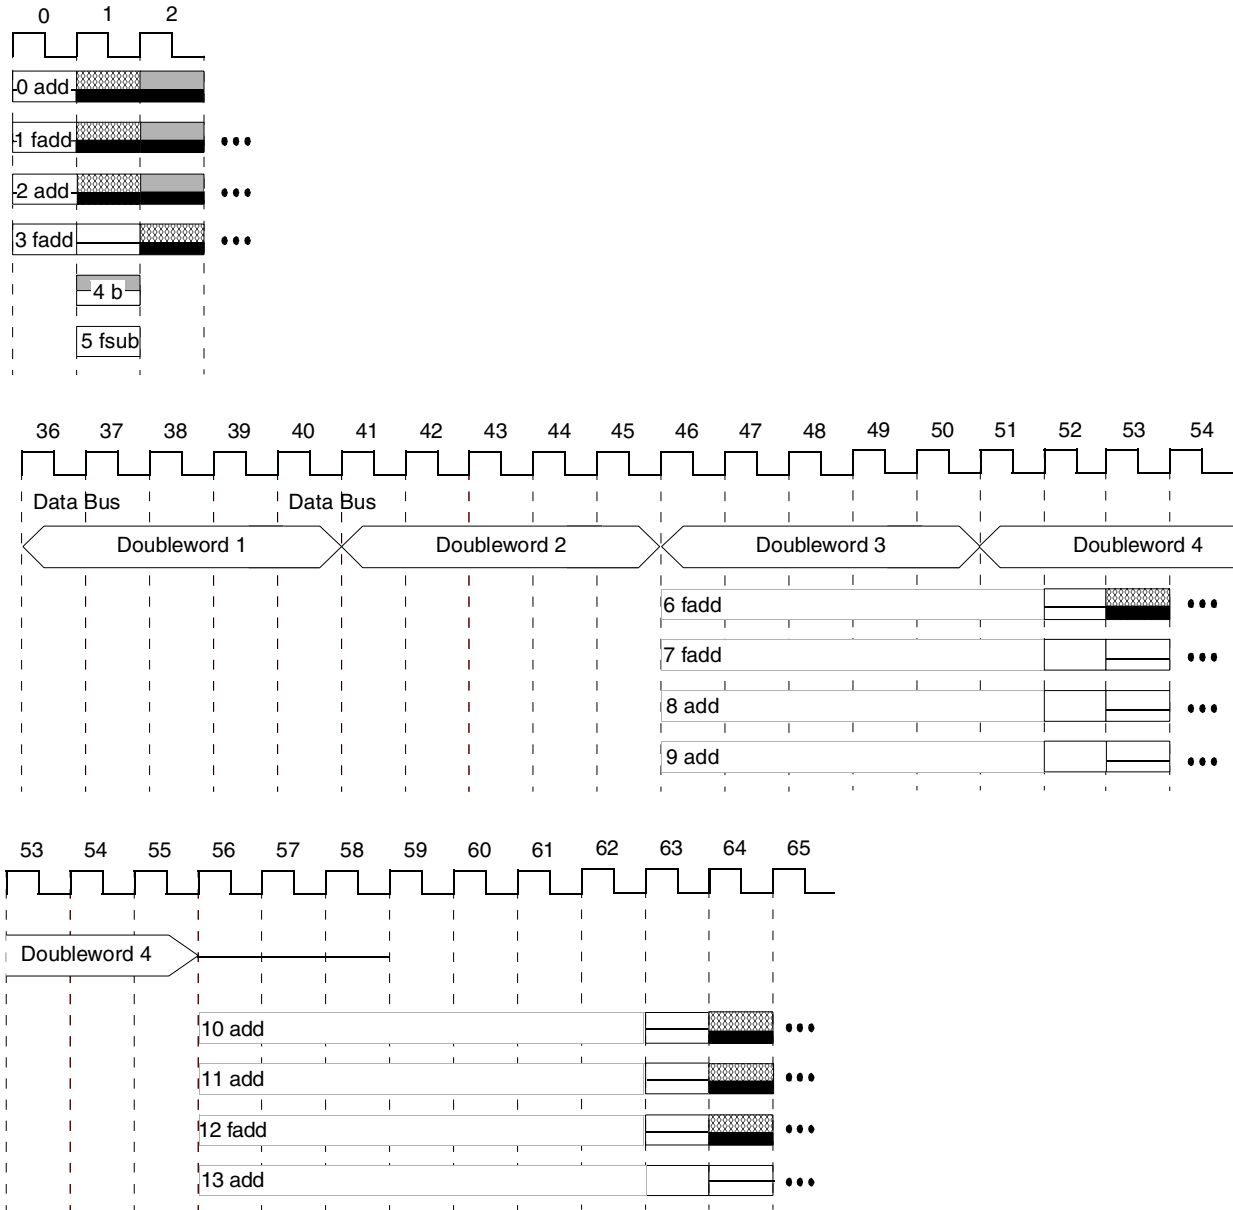 0 1 2
0 add
1 fadd •••
2 add •••
3 fadd •••
4 b
5 fsub
36 37 38 39 40 41 42 43 44 45 46 47 48 49 50 51 52 53 54
Data Bus Data Bus
Doubleword 1 Doubleword 2 Doubleword 3 Doubleword 4
6 fadd •••
7 fadd •••
8 add •••
9 add •••
53 54 55 56 57 58 59 60 61 62 63 64 65
Doubleword 4
10 add •••
11 add •••
12 fadd •••
13 add •••